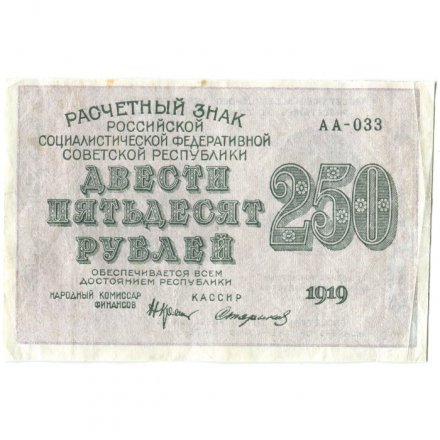 РАСЧЕТНЫЙ ЗНАК
РОССИЙСКОЙ
СОЦИАЛИСТИЧЕСКОЙ ФЕДЕРАТИВНОЙ
СОВЕТСКОЙ РЕСПУБЛИКИ
АА-033
ДВЕСТИ
ПЯТЬДЕСЯТ
РУБЛЕЙ
250
ОБЕСПЕЧИВАЕТСЯ ВСЕМ
ДОСТОЯНИЕМ РЕСПУБЛИКИ
НАРОДНЫЙ КОМИССАР
ФИНАНСОВ
КАССИР
1919